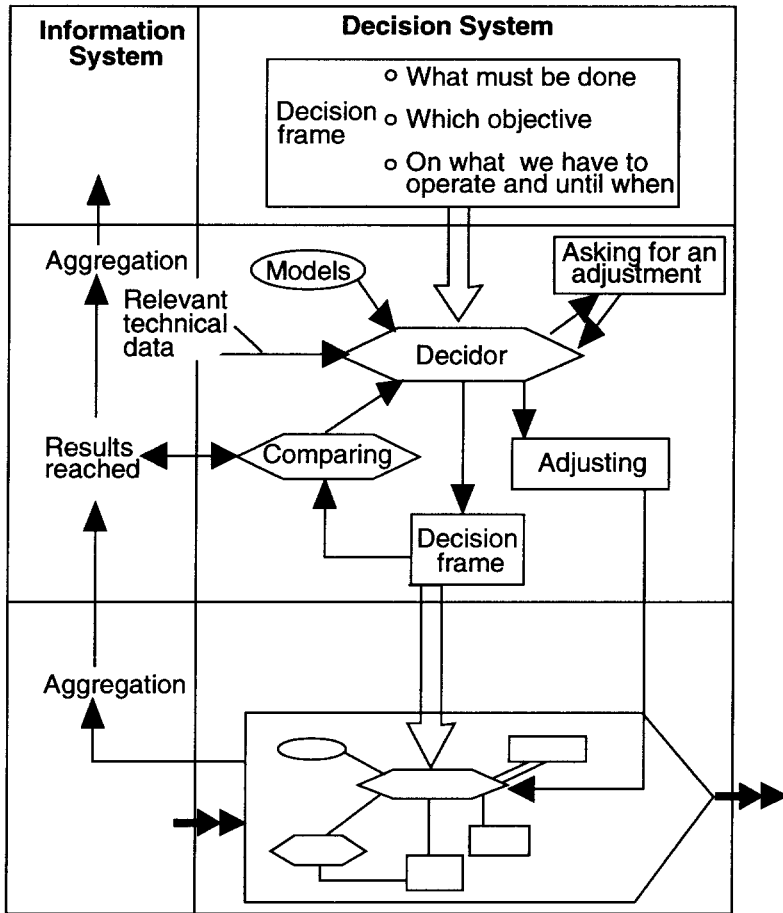 Information
System
Decision System
Decision
frame
o What must be done
o Which objective
o On what we have to
operate and until when
Aggregation
Models
Asking for an
adjustment
Relevant
technical
data
Decidor
Results
reached
Comparing
Adjusting
Decision
frame
Aggregation